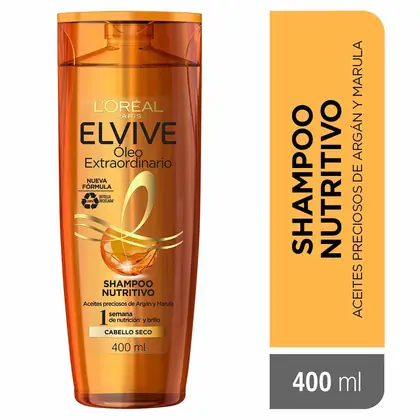 L'ORÉAL
PARIS
ELVIVE
Óleo
Extraordinario
NUEVA
FÓRMULA
SHAMPOO
NUTRITIVO
Aceites preciosos de Argán y Marula
1 semana
de nutrición y brillo
CABELLO SECO
400 ml
SHAMPOO
NUTRITIVO
ACEITES PRECIOSOS DE ARGÁN Y MARULA
400 ml